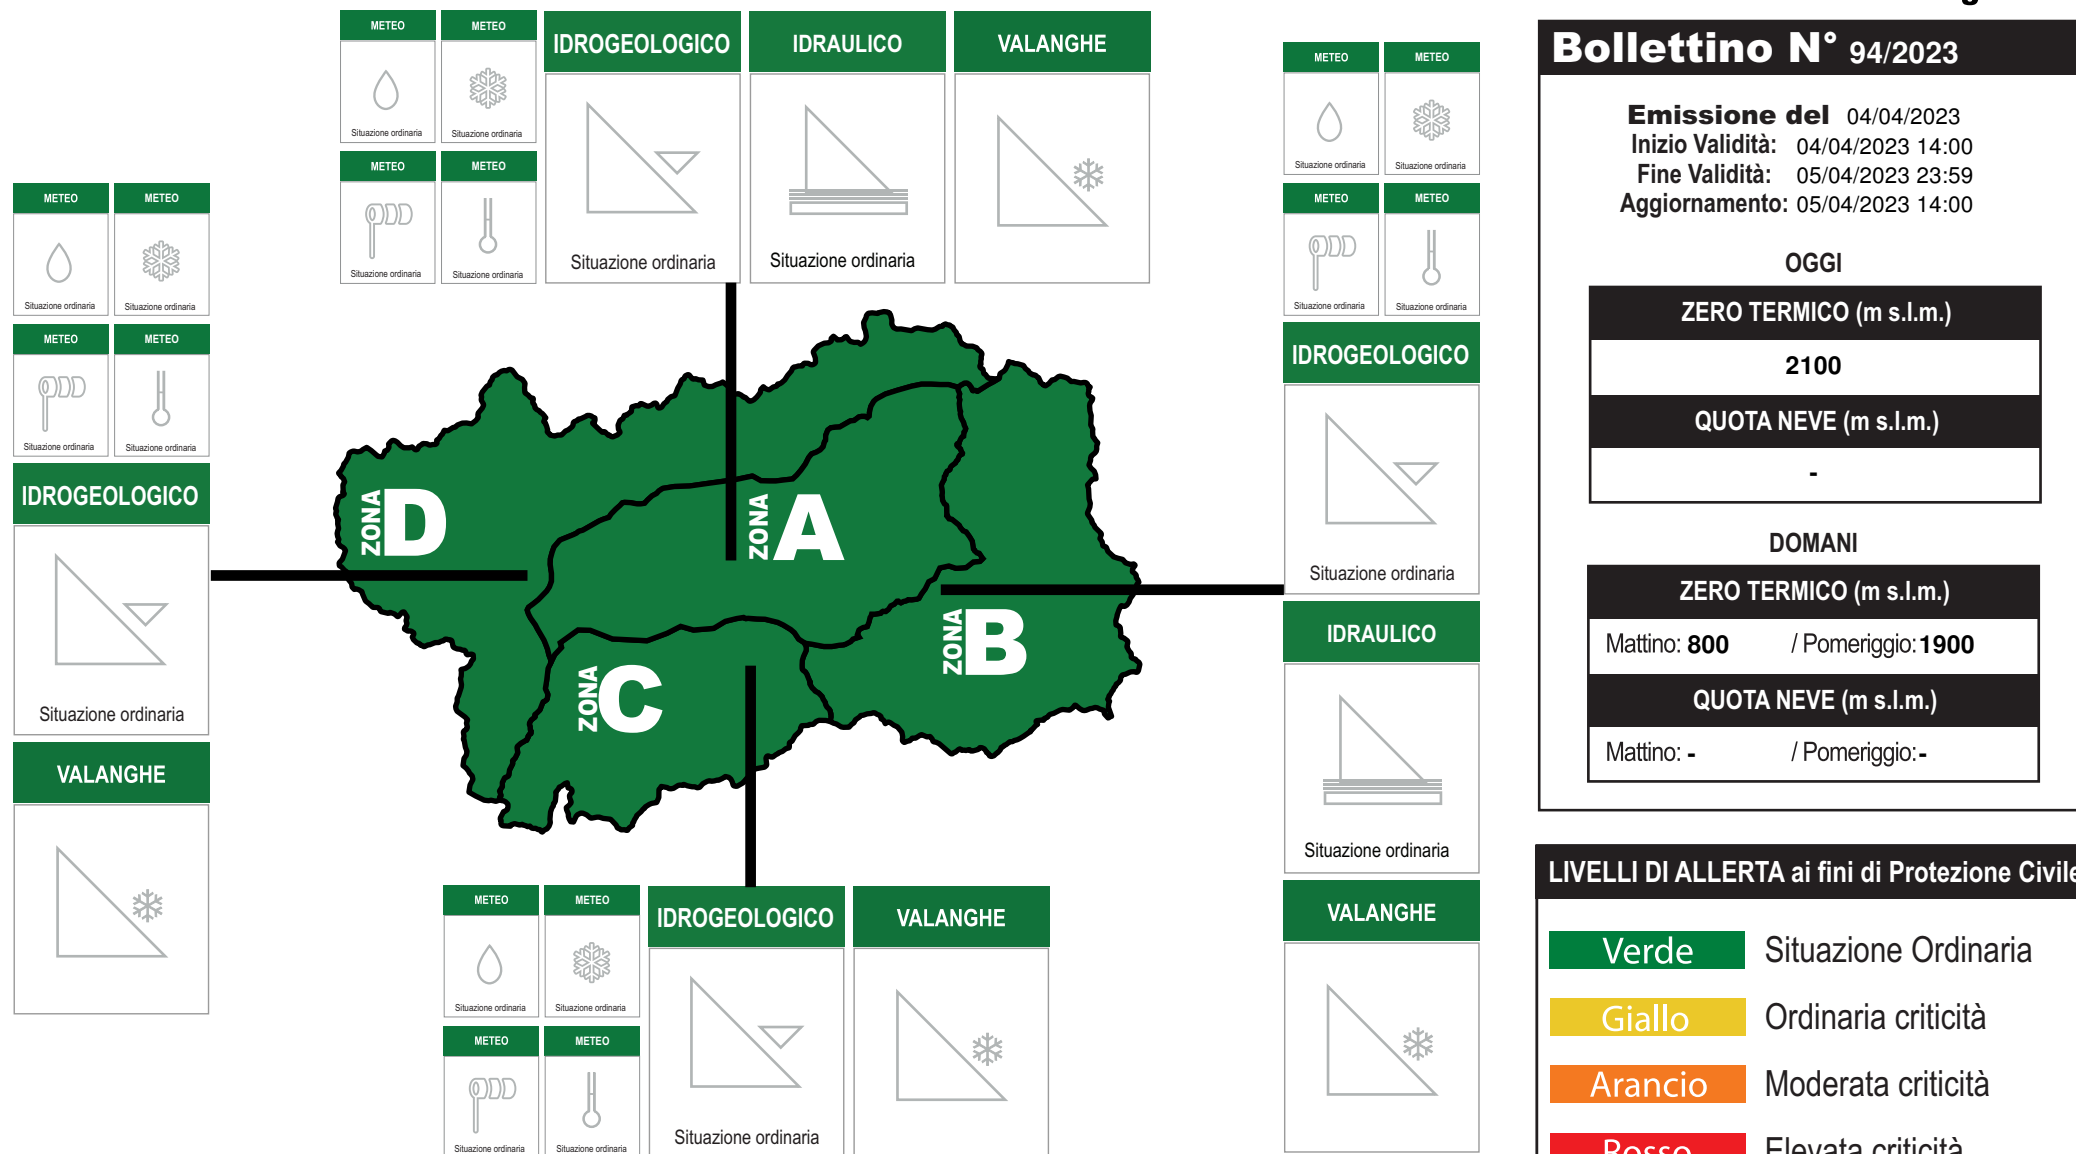 METEO
METEO
Situazione ordinaria
Situazione ordinaria
METEO
METEO
Situazione ordinaria
Situazione ordinaria
IDROGEOLOGICO
Situazione ordinaria
IDRAULICO
Situazione ordinaria
VALANGHE
METEO
METEO
Situazione ordinaria
Situazione ordinaria
METEO
METEO
Situazione ordinaria
Situazione ordinaria
IDROGEOLOGICO
Situazione ordinaria
VALANGHE
ZONA D
ZONA A
ZONA B
ZONA C
METEO
METEO
Situazione ordinaria
Situazione ordinaria
METEO
METEO
Situazione ordinaria
Situazione ordinaria
IDROGEOLOGICO
Situazione ordinaria
IDRAULICO
Situazione ordinaria
VALANGHE
METEO
METEO
Situazione ordinaria
Situazione ordinaria
METEO
METEO
Situazione ordinaria
Situazione ordinaria
IDROGEOLOGICO
Situazione ordinaria
VALANGHE
Bollettino N° 94/2023
Emissione del 04/04/2023
Inizio Validità: 04/04/2023 14:00
Fine Validità: 05/04/2023 23:59
Aggiornamento: 05/04/2023 14:00
OGGI
ZERO TERMICO (m s.l.m.)
2100
QUOTA NEVE (m s.l.m.)
-
DOMANI
ZERO TERMICO (m s.l.m.)
Mattino: 800 / Pomeriggio: 1900
QUOTA NEVE (m s.l.m.)
Mattino: - / Pomeriggio: -
LIVELLI DI ALLERTA ai fini di Protezione Civile
Verde Situazione Ordinaria
Giallo Ordinaria criticità
Arancio Moderata criticità
Rosso Elevata criticità